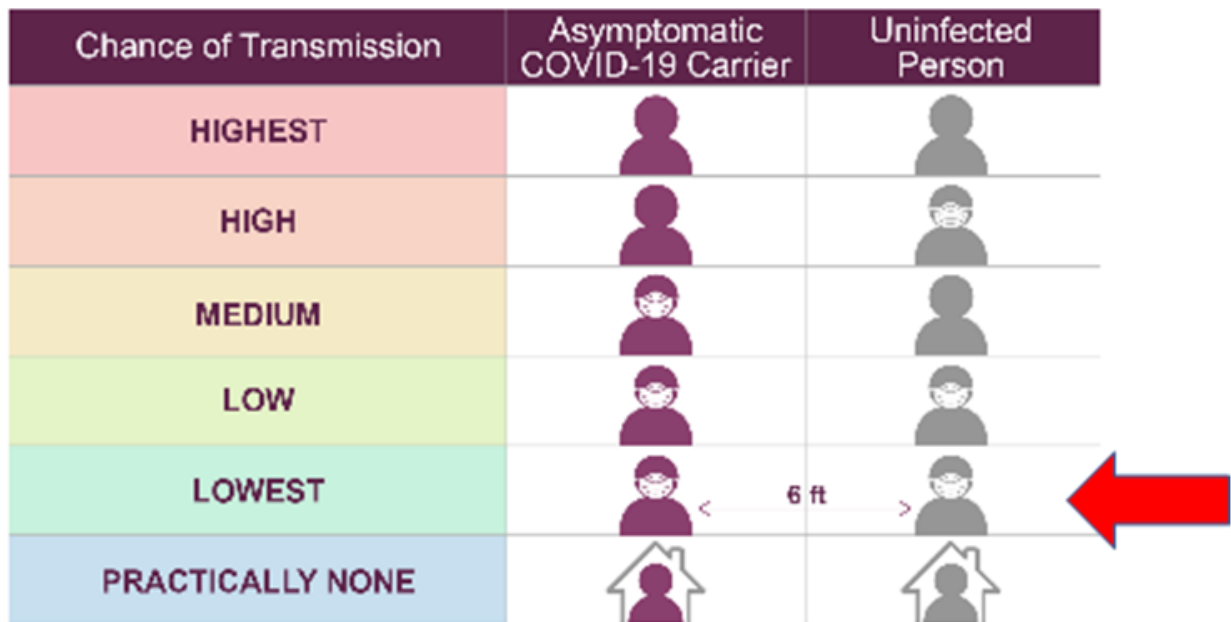 Chance of Transmission
Asymptomatic
COVID-19 Carrier
Uninfected
Person
HIGHEST
HIGH
MEDIUM
LOW
LOWEST
6 ft
PRACTICALLY NONE